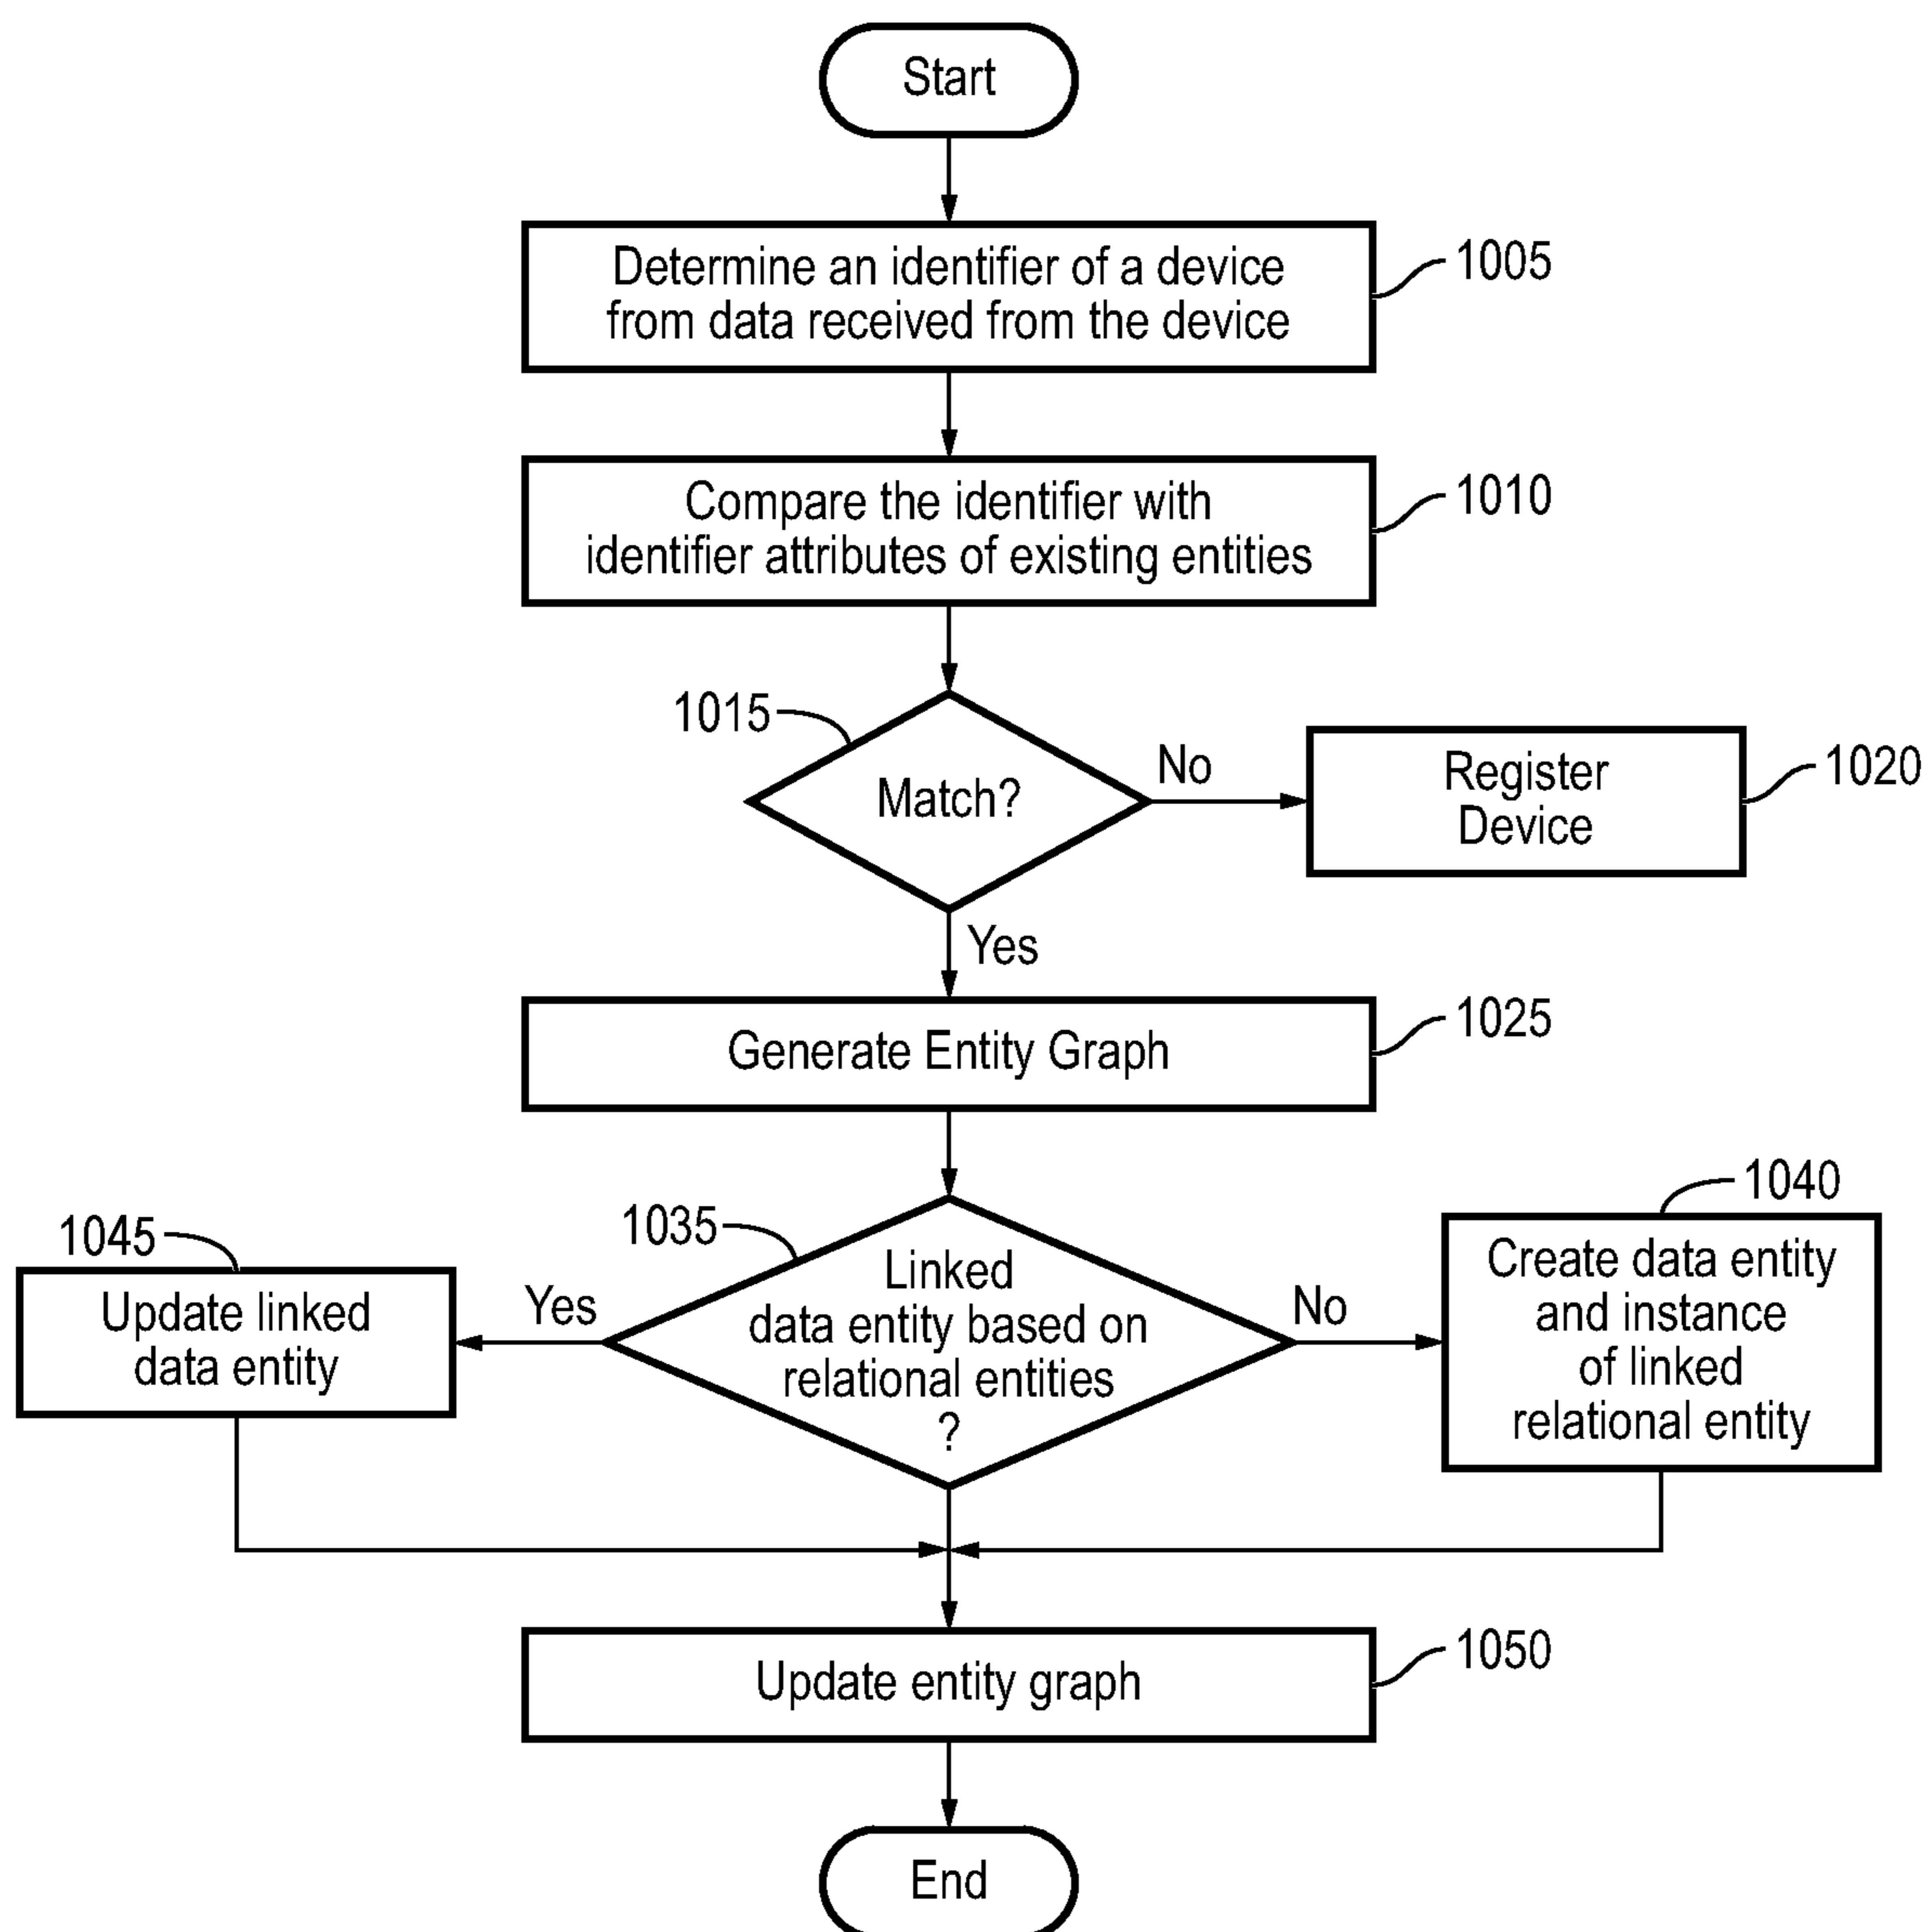 Start
Determine an identifier of a device
from data received from the device
1005
Compare the identifier with
identifier attributes of existing entities
1010
1015
Match?
No
Register
Device
1020
Yes
Generate Entity Graph
1025
1045
Update linked
data entity
Yes
1035
Linked
data entity based on
relational entities
?
No
1040
Create data entity
and instance
of linked
relational entity
Update entity graph
1050
End